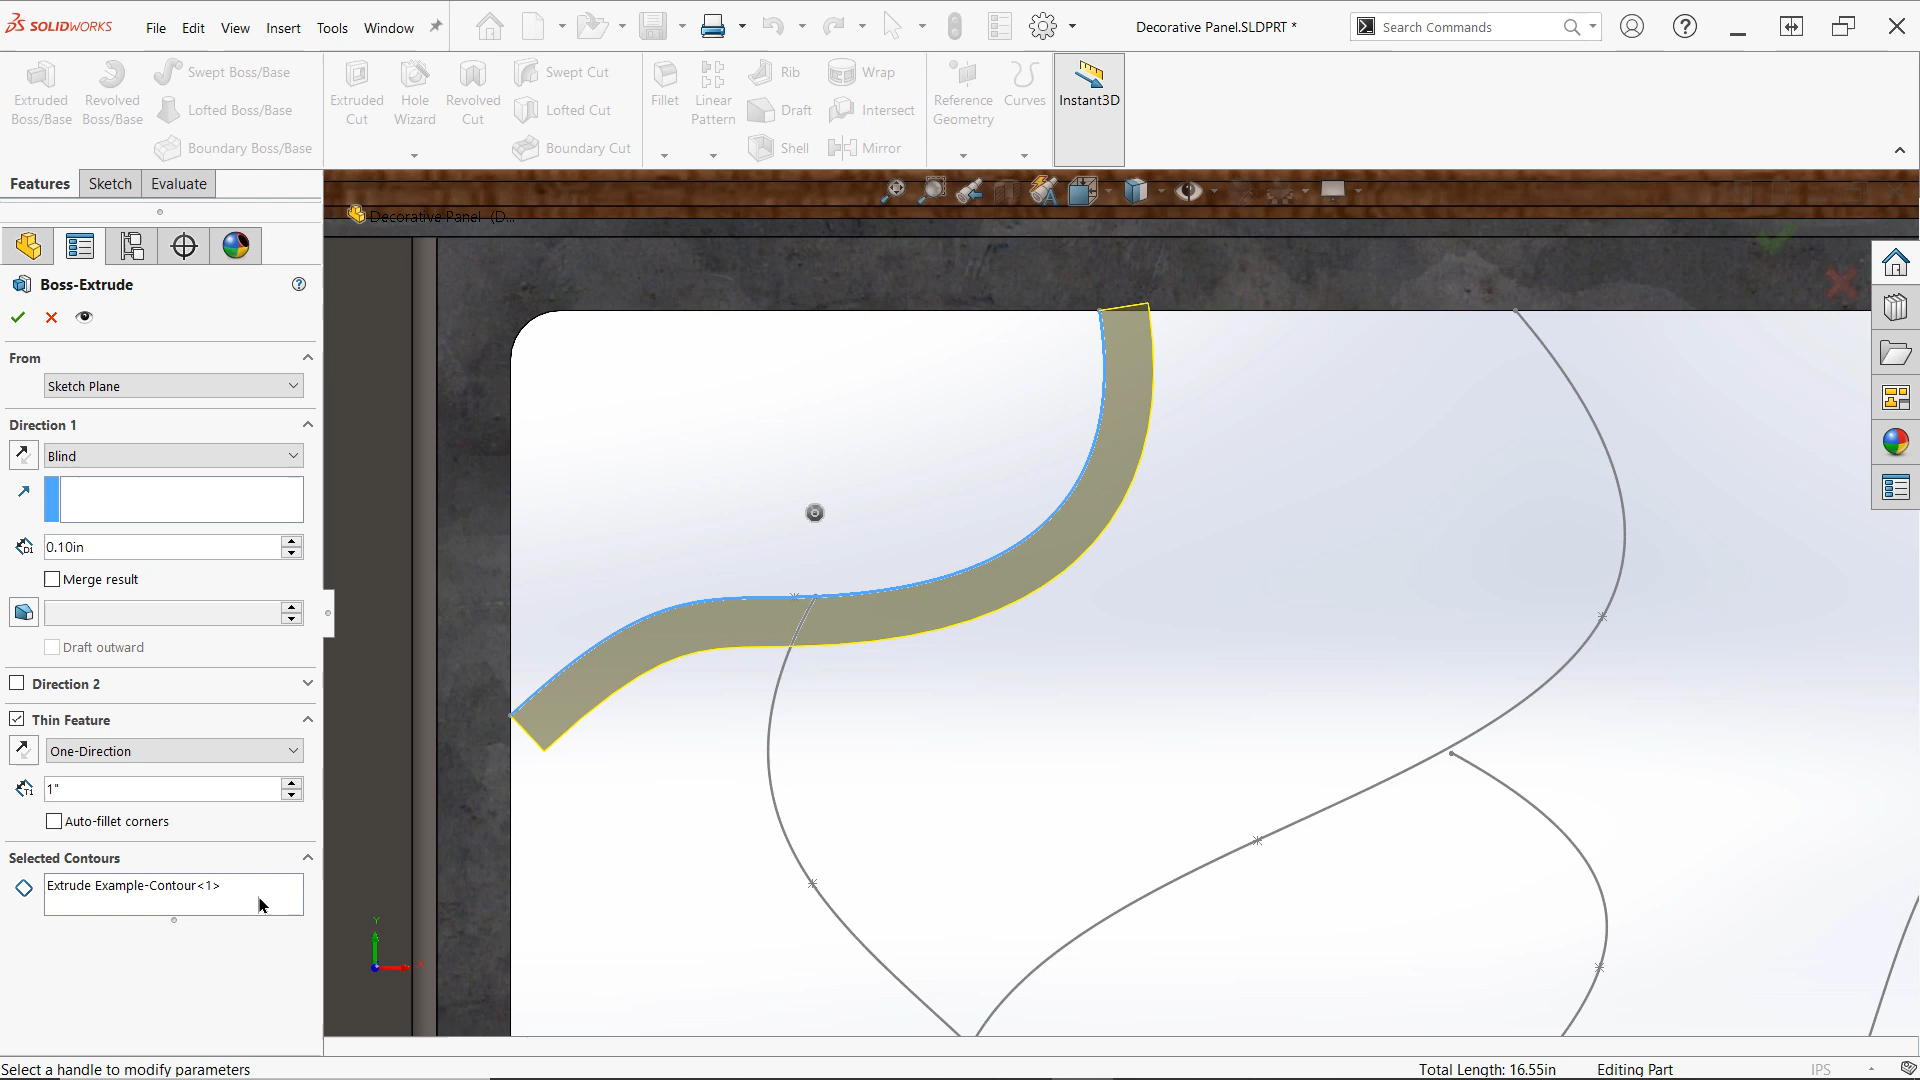 SOLIDWORKS
File Edit View Insert Tools Window
Decorative Panel.SLDPRT *
Search Commands
Extruded Boss/Base
Revolved Boss/Base
Swept Boss/Base
Lofted Boss/Base
Boundary Boss/Base
Extruded Cut
Hole Wizard
Revolved Cut
Swept Cut
Lofted Cut
Boundary Cut
Fillet
Linear Pattern
Rib
Draft
Shell
Wrap
Intersect
Mirror
Reference Geometry
Curves
Instant3D
Features Sketch Evaluate
Decorative Panel (D...
Boss-Extrude
From
Sketch Plane
Direction 1
Blind
D1
0.10in
Merge result
Draft outward
Direction 2
Thin Feature
One-Direction
T1
1"
Auto-fillet corners
Selected Contours
Extrude Example-Contour<1>
Y
X
Select a handle to modify parameters
Total Length: 16.55in
Editing Part
IPS